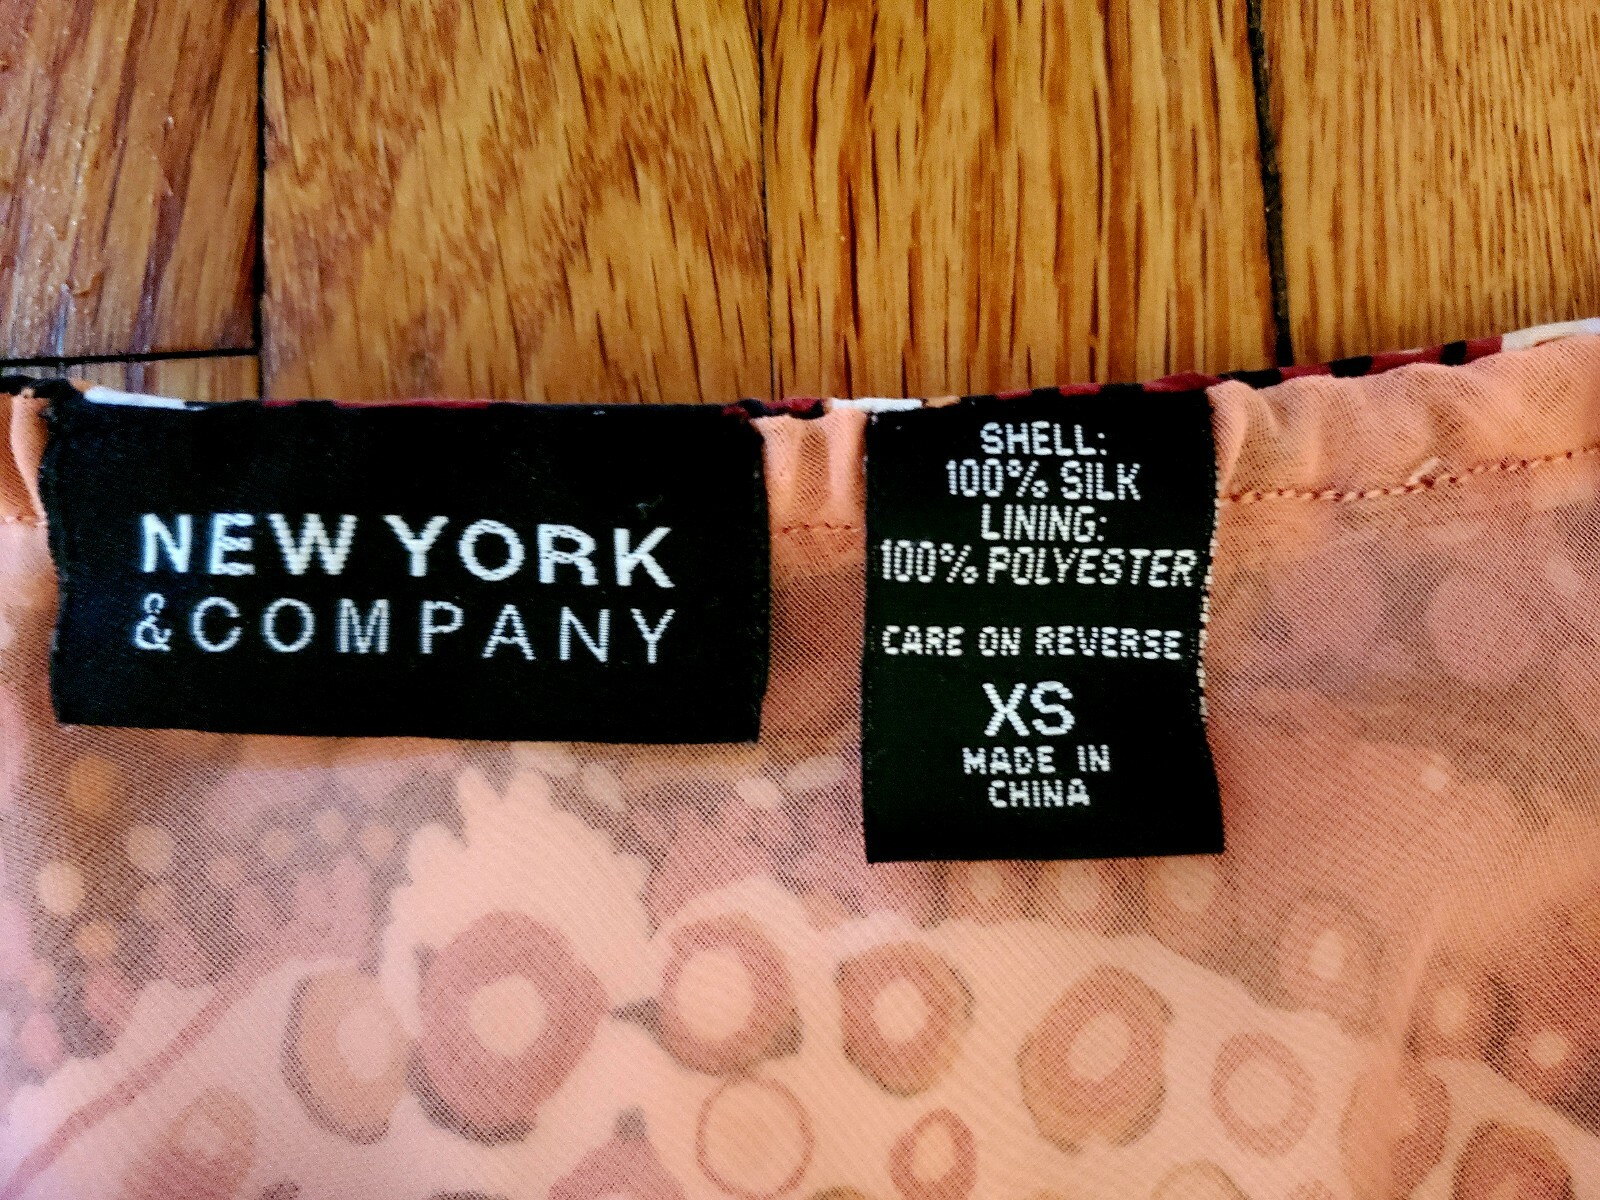 NEW YORK
&COMPANY
SHELL:
100% SILK
LINING:
100% POLYESTER
CARE ON REVERSE
XS
MADE IN
CHINA